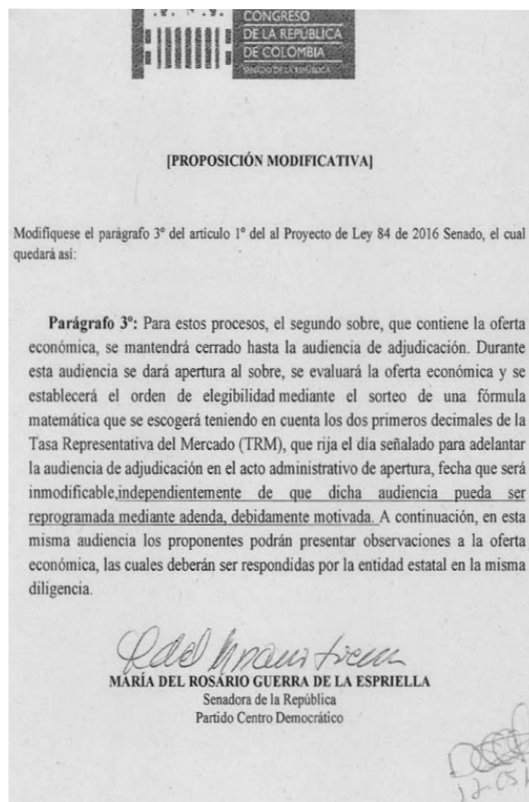 CONGRESO
DE LA REPÚBLICA
DE COLOMBIA
SENADO DE LA REPÚBLICA
[PROPOSICIÓN MODIFICATIVA]
Modifíquese el parágrafo 3º del artículo 1º del al Proyecto de Ley 84 de 2016 Senado, el cual
quedará así:
Parágrafo 3º: Para estos procesos, el segundo sobre, que contiene la oferta
económica, se mantendrá cerrado hasta la audiencia de adjudicación. Durante
esta audiencia se dará apertura al sobre, se evaluará la oferta económica y se
establecerá el orden de elegibilidad mediante el sorteo de una fórmula
matemática que se escogerá teniendo en cuenta los dos primeros decimales de la
Tasa Representativa del Mercado (TRM), que rija el día señalado para adelantar
la audiencia de adjudicación en el acto administrativo de apertura, fecha que será
inmodificable,independientemente de que dicha audiencia pueda ser
reprogramada mediante adenda, debidamente motivada. A continuación, en esta
misma audiencia los proponentes podrán presentar observaciones a la oferta
económica, las cuales deberán ser respondidas por la entidad estatal en la misma
diligencia.
MARÍA DEL ROSARIO GUERRA DE LA ESPRIELLA
Senadora de la República
Partido Centro Democrático